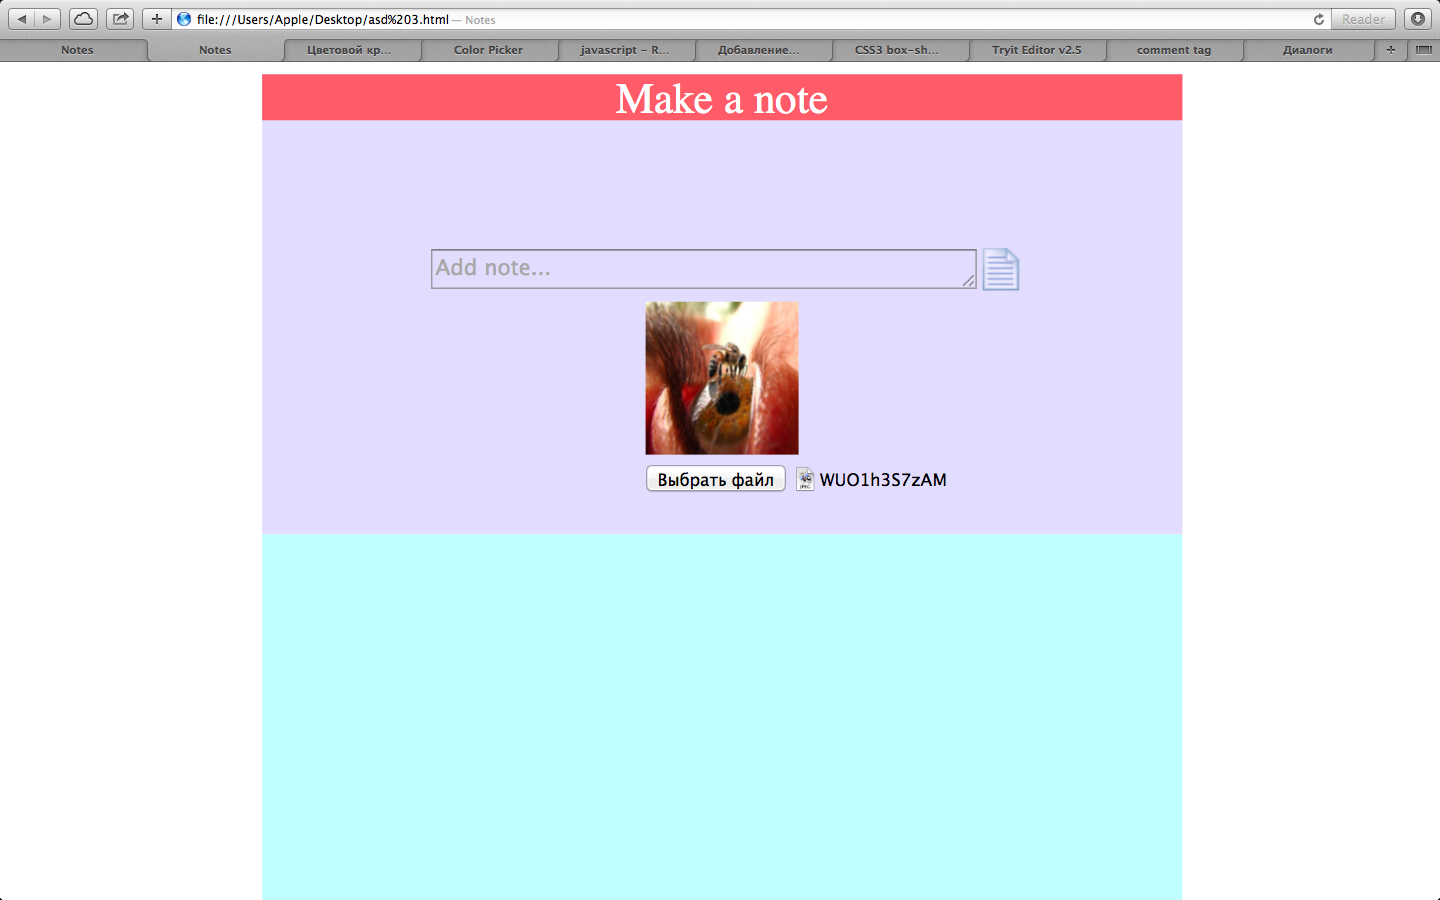 file:///Users/Apple/Desktop/asd%203.html — Notes
Reader
Notes
Notes
Цветовой кр...
Color Picker
javascript – R...
Добавление...
CSS3 box-sh...
Tryit Editor v2.5
comment tag
Диалоги
Make a note
Add note...
Выбрать файл
JPEG
WUO1h3S7zAM